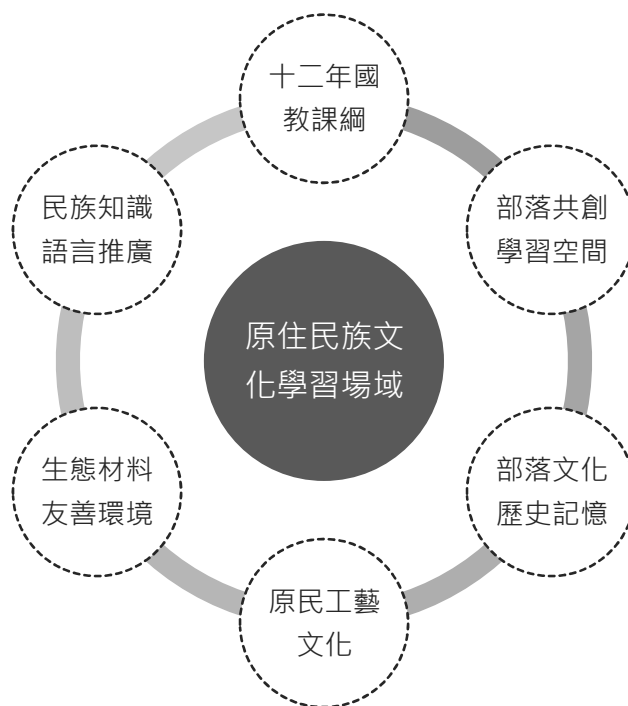 十二年國
教課綱
部落共創
學習空間
部落文化
歷史記憶
原民工藝
文化
生態材料
友善環境
民族知識
語言推廣
原住民族文
化學習場域